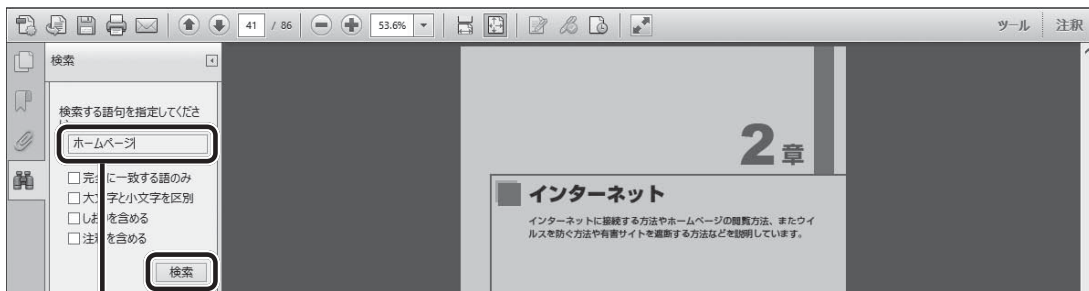 41 / 86
53.6%
ツール
注釈
検索
検索する語句を指定してくださ
ホームページ
完全に一致する語のみ
大文字と小文字を区別
しおりを含める
注釈を含める
検索
2章
インターネット
インターネットに接続する方法やホームページの閲覧方法、またウイ
ルスを防ぐ方法や有害サイトを遮断する方法などを説明しています。